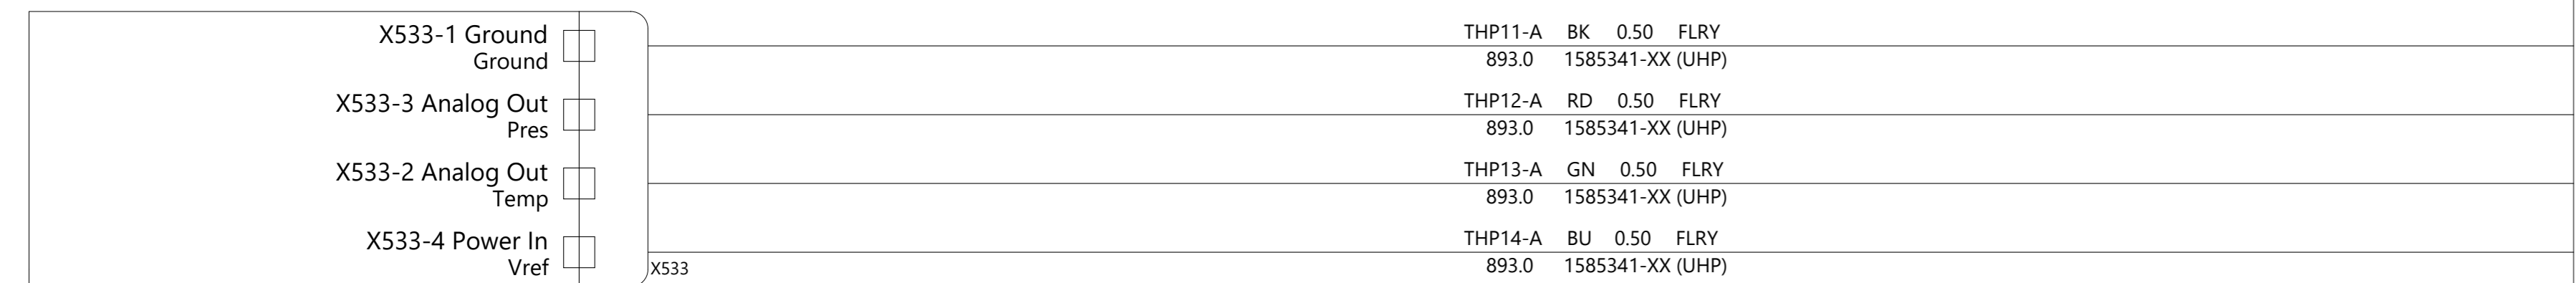 X533-1 Ground
Ground
THP11-A BK 0.50 FLRY
893.0 1585341-XX (UHP)
X533-3 Analog Out
Pres
THP12-A RD 0.50 FLRY
893.0 1585341-XX (UHP)
X533-2 Analog Out
Temp
THP13-A GN 0.50 FLRY
893.0 1585341-XX (UHP)
X533-4 Power In
Vref
X533
THP14-A BU 0.50 FLRY
893.0 1585341-XX (UHP)